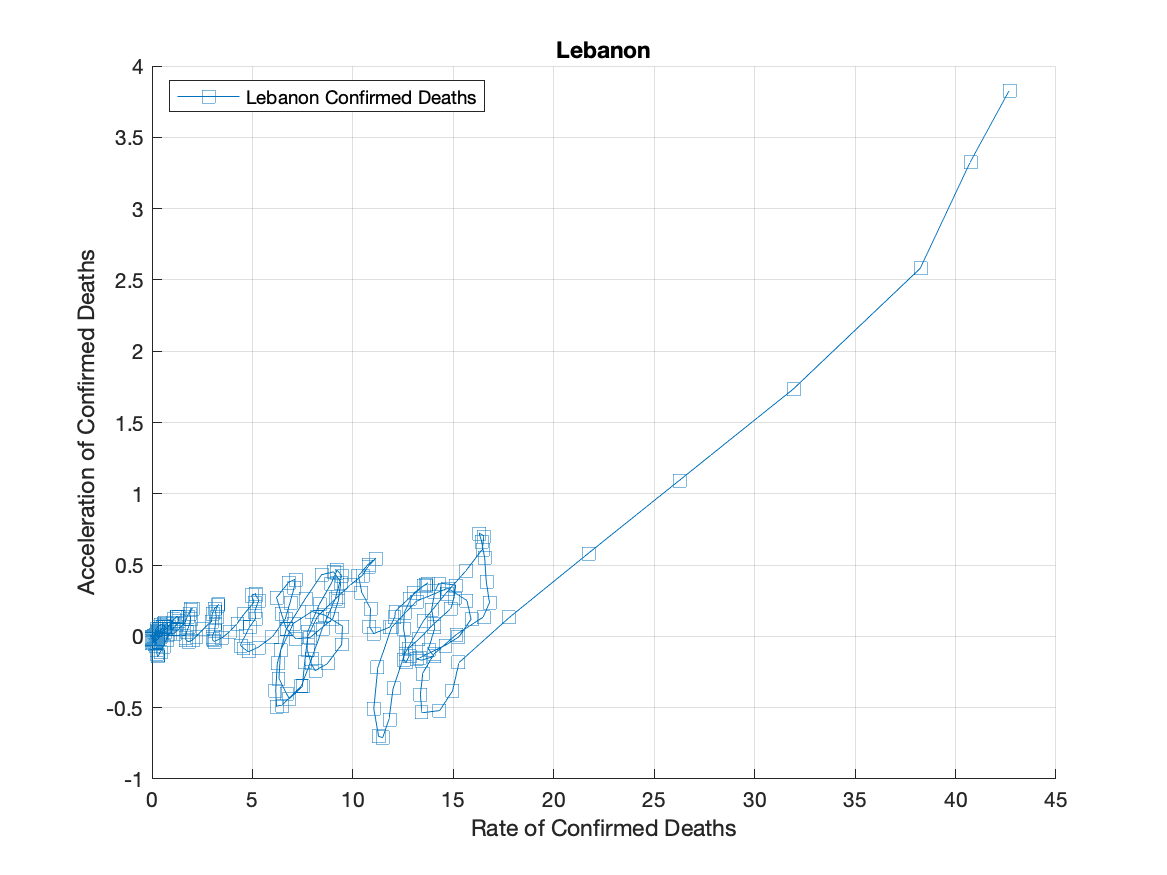 Lebanon
Lebanon Confirmed Deaths
4
3.5
3
2.5
2
1.5
1
0.5
0
-0.5
-1
Acceleration of Confirmed Deaths
0 5 10 15 20 25 30 35 40 45
Rate of Confirmed Deaths